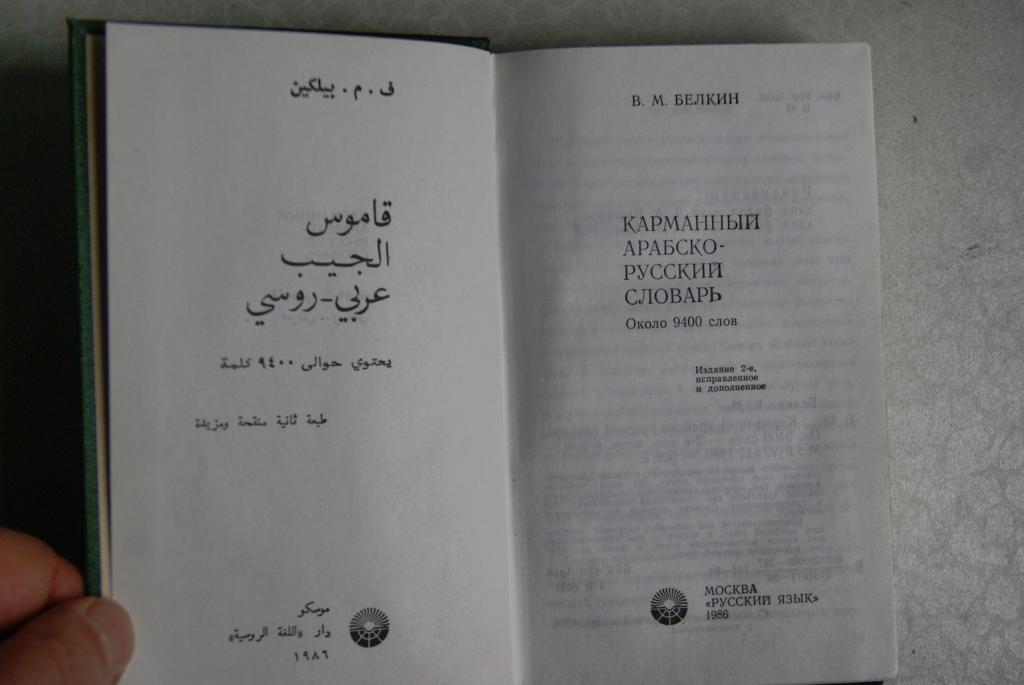 ف . م . بيلكين
قاموس
الجيب
عربي-روسي
يحتوي حوالى ٩٤٠٠ كلمة
طبعة ثانية منقحة ومزيدة
موسكو
دار «اللغة الروسية»
١٩٨٦
В. М. БЕЛКИН
КАРМАННЫЙ
АРАБСКО-
РУССКИЙ
СЛОВАРЬ
Около 9400 слов
Издание 2-е,
исправленное
и дополненное
МОСКВА
«РУССКИЙ ЯЗЫК»
1986